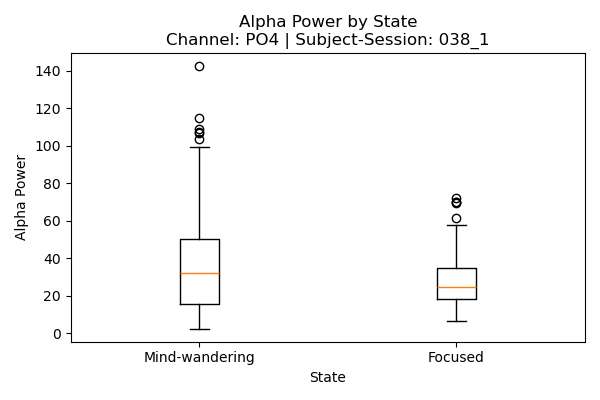 Alpha Power by State
Channel: PO4 | Subject-Session: 038_1
140
120
100
80
60
40
20
0
Alpha Power
Mind-wandering
Focused
State